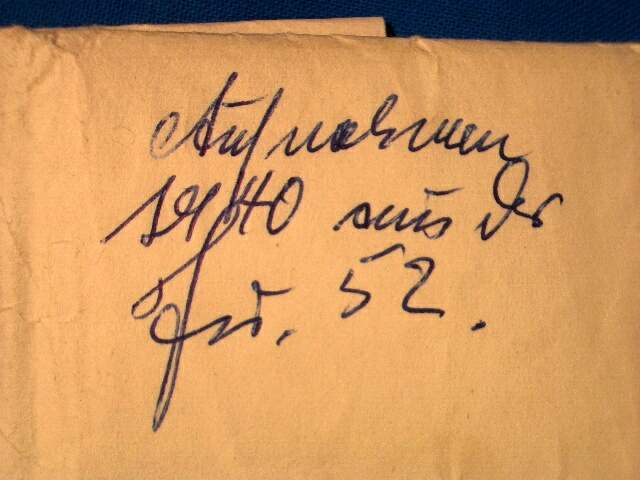 Aufnahmen
1940 aus der
52.